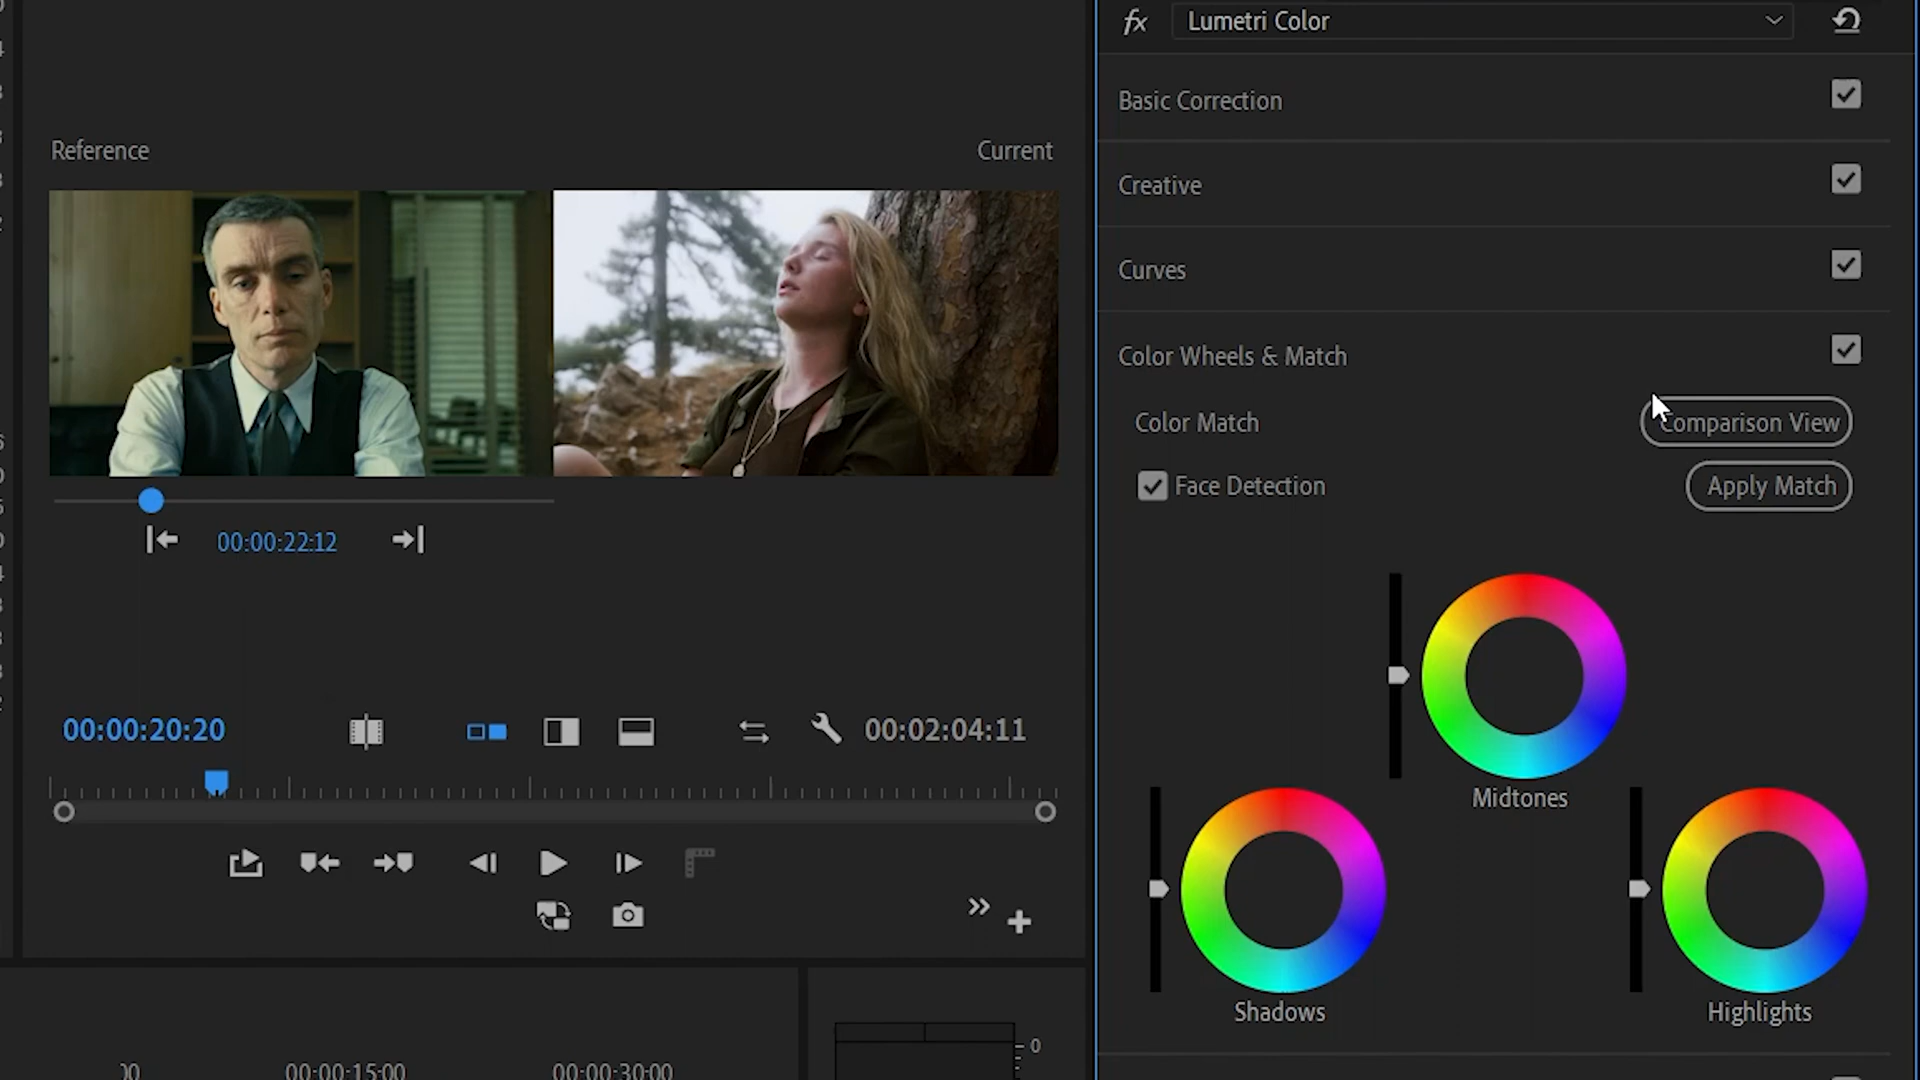 fx Lumetri Color
Basic Correction
Reference Current
Creative
Curves
Color Wheels & Match
Color Match Comparison View
Face Detection Apply Match
00:00:22:12
00:00:20:20 00:02:04:11
Midtones
Shadows Highlights
00:00:15:00 00:00:30:00
0